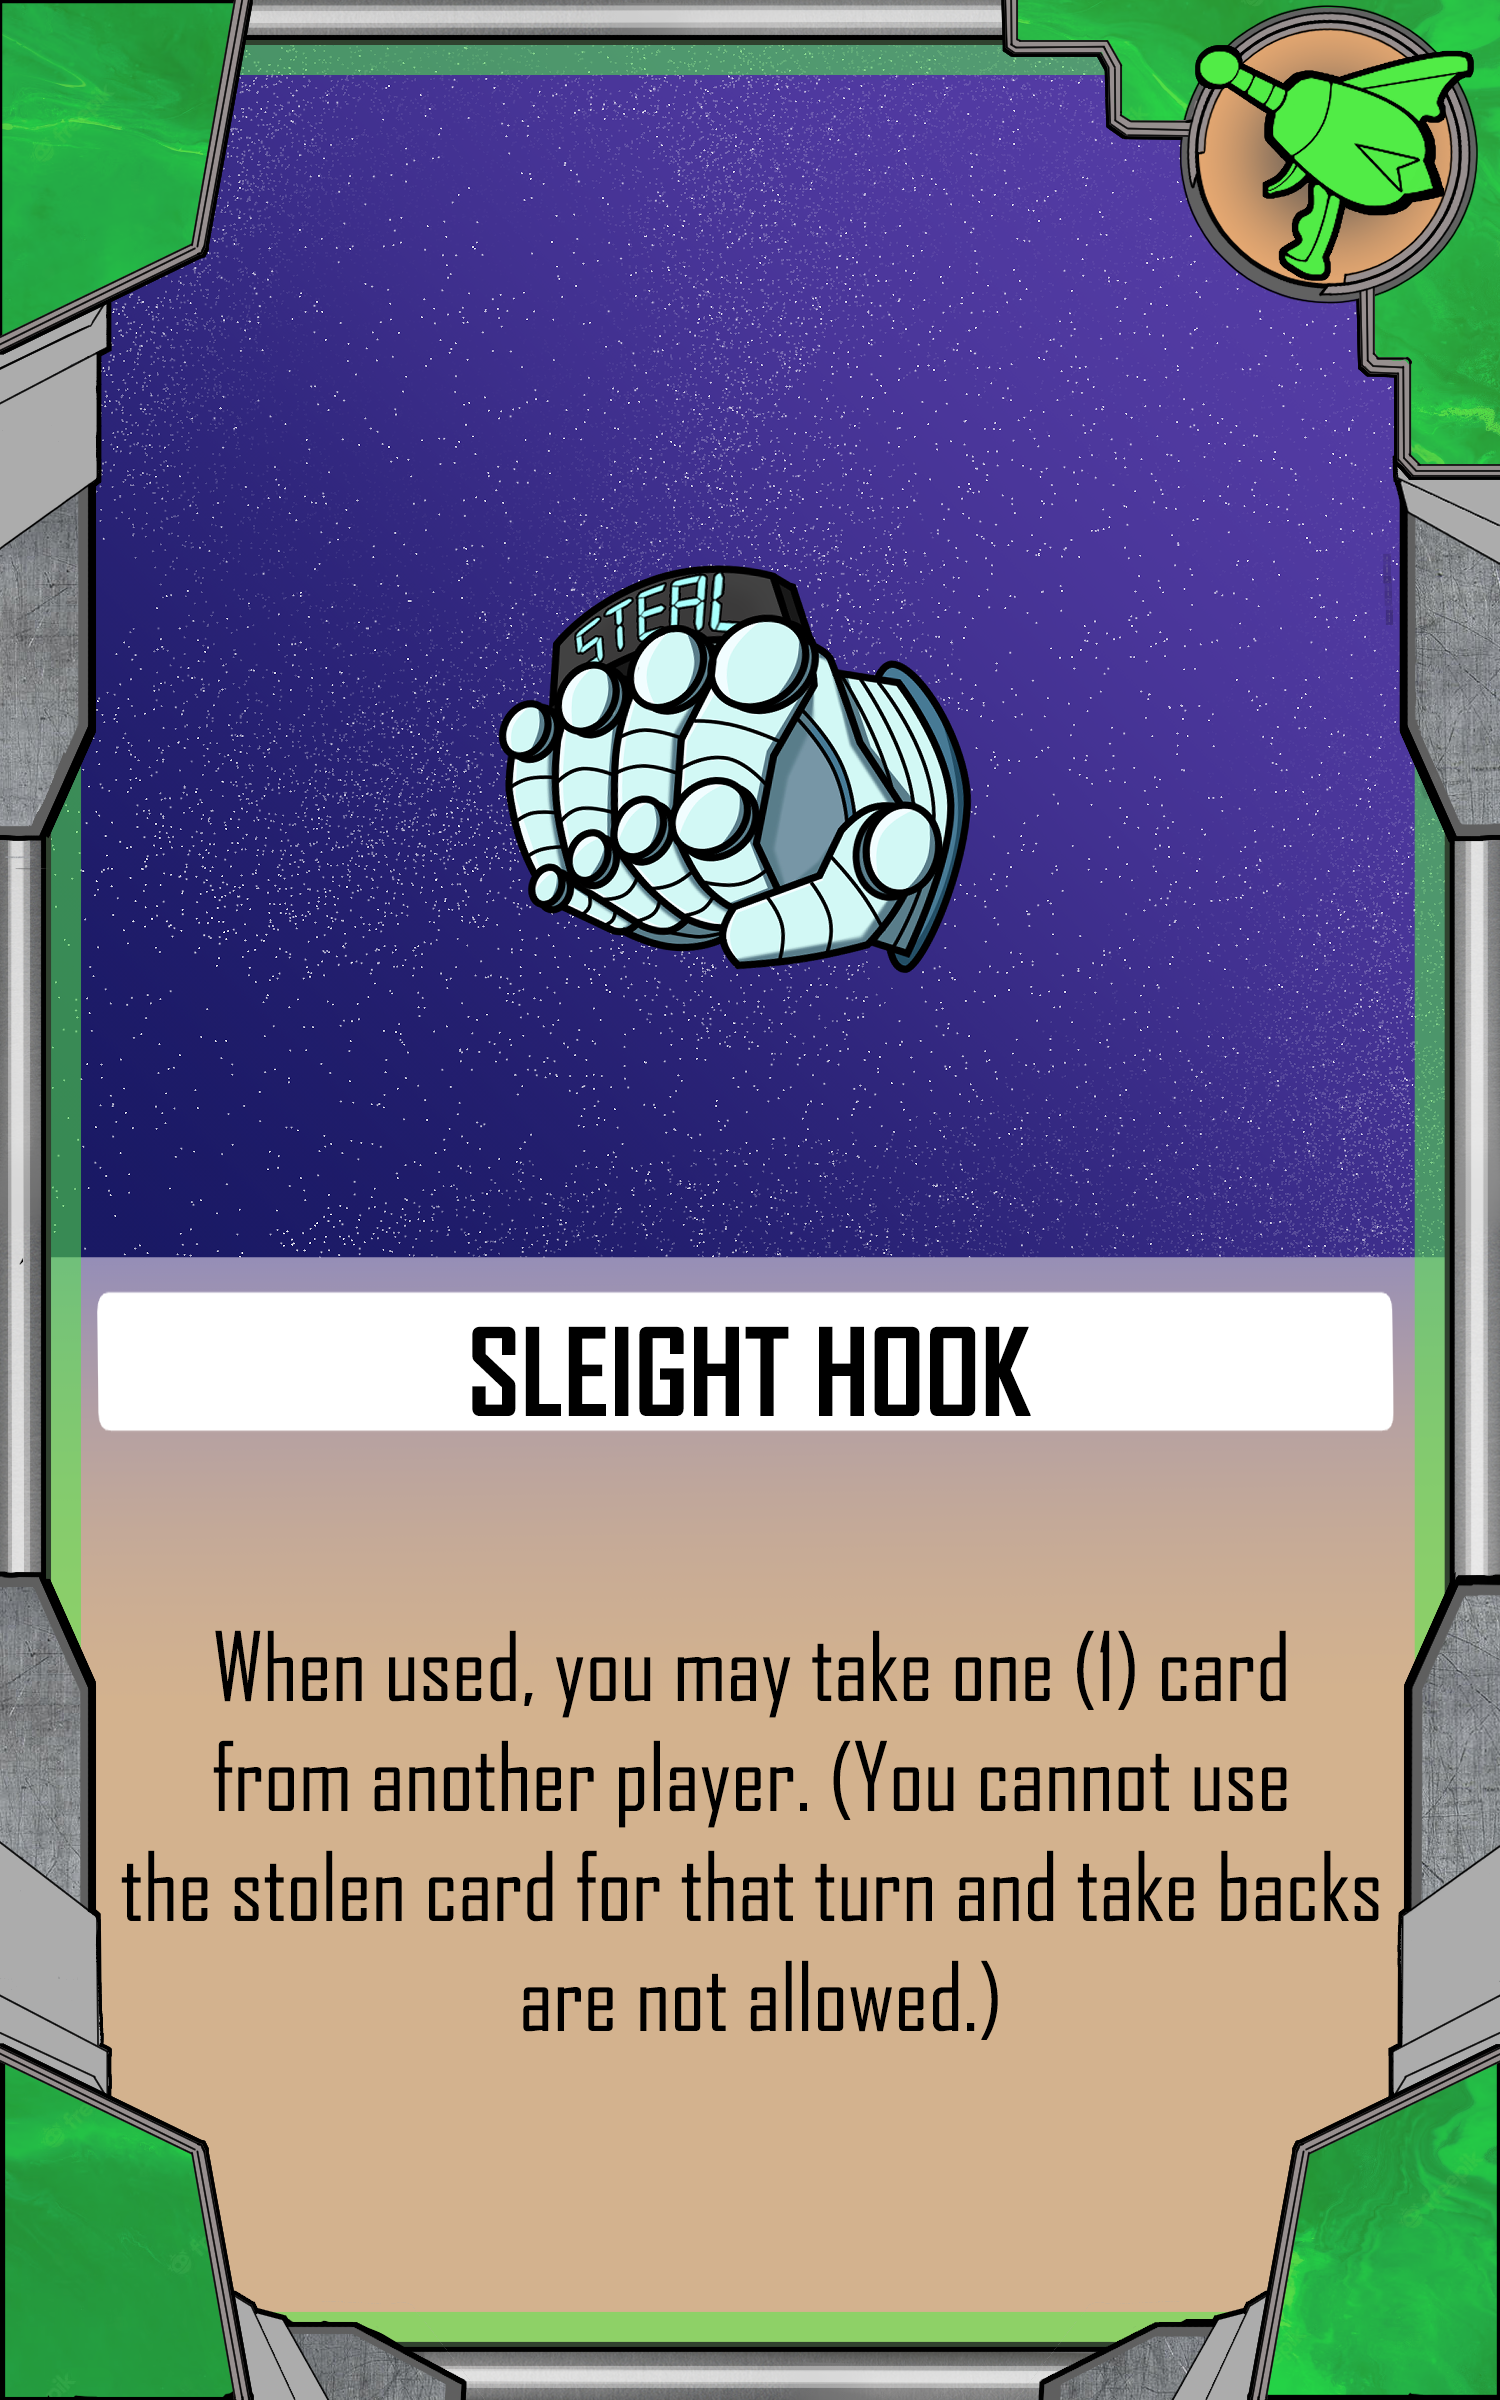 STEAL
SLEIGHT HOOK
When used, you may take one (1) card
from another player. (You cannot use
the stolen card for that turn and take backs
are not allowed.)